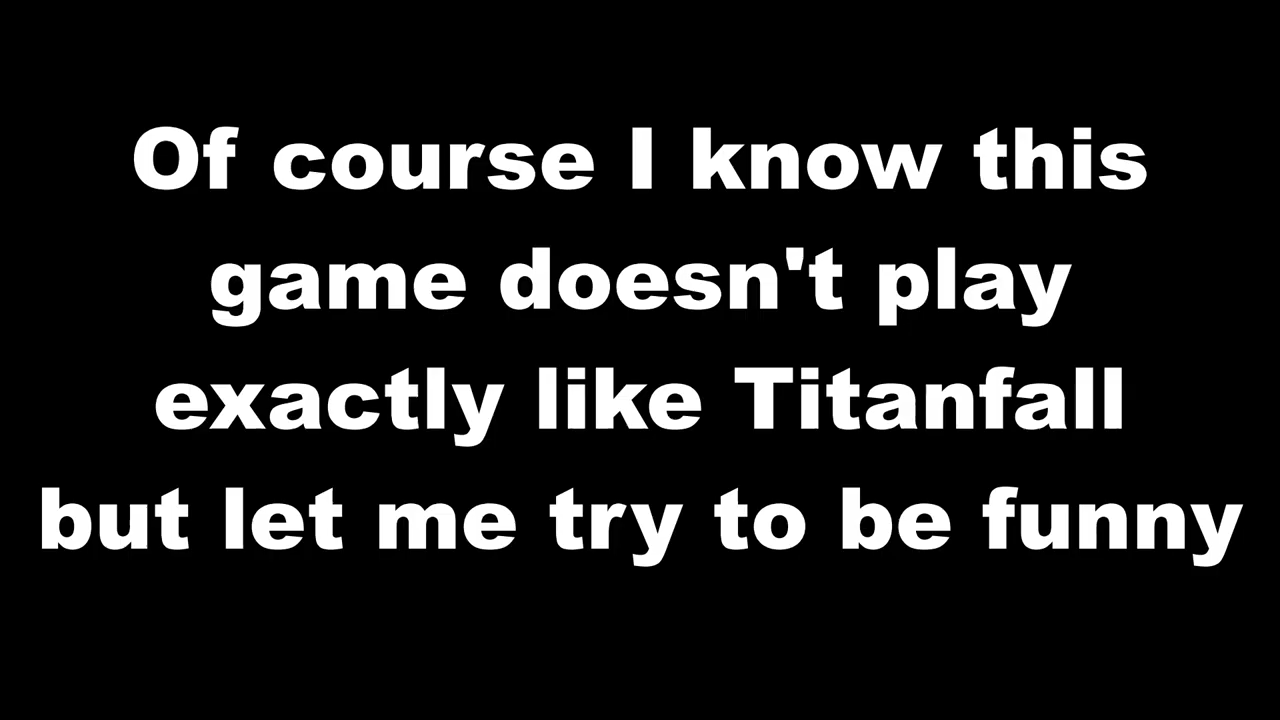 Of course I know this
game doesn't play
exactly like Titanfall
but let me try to be funny